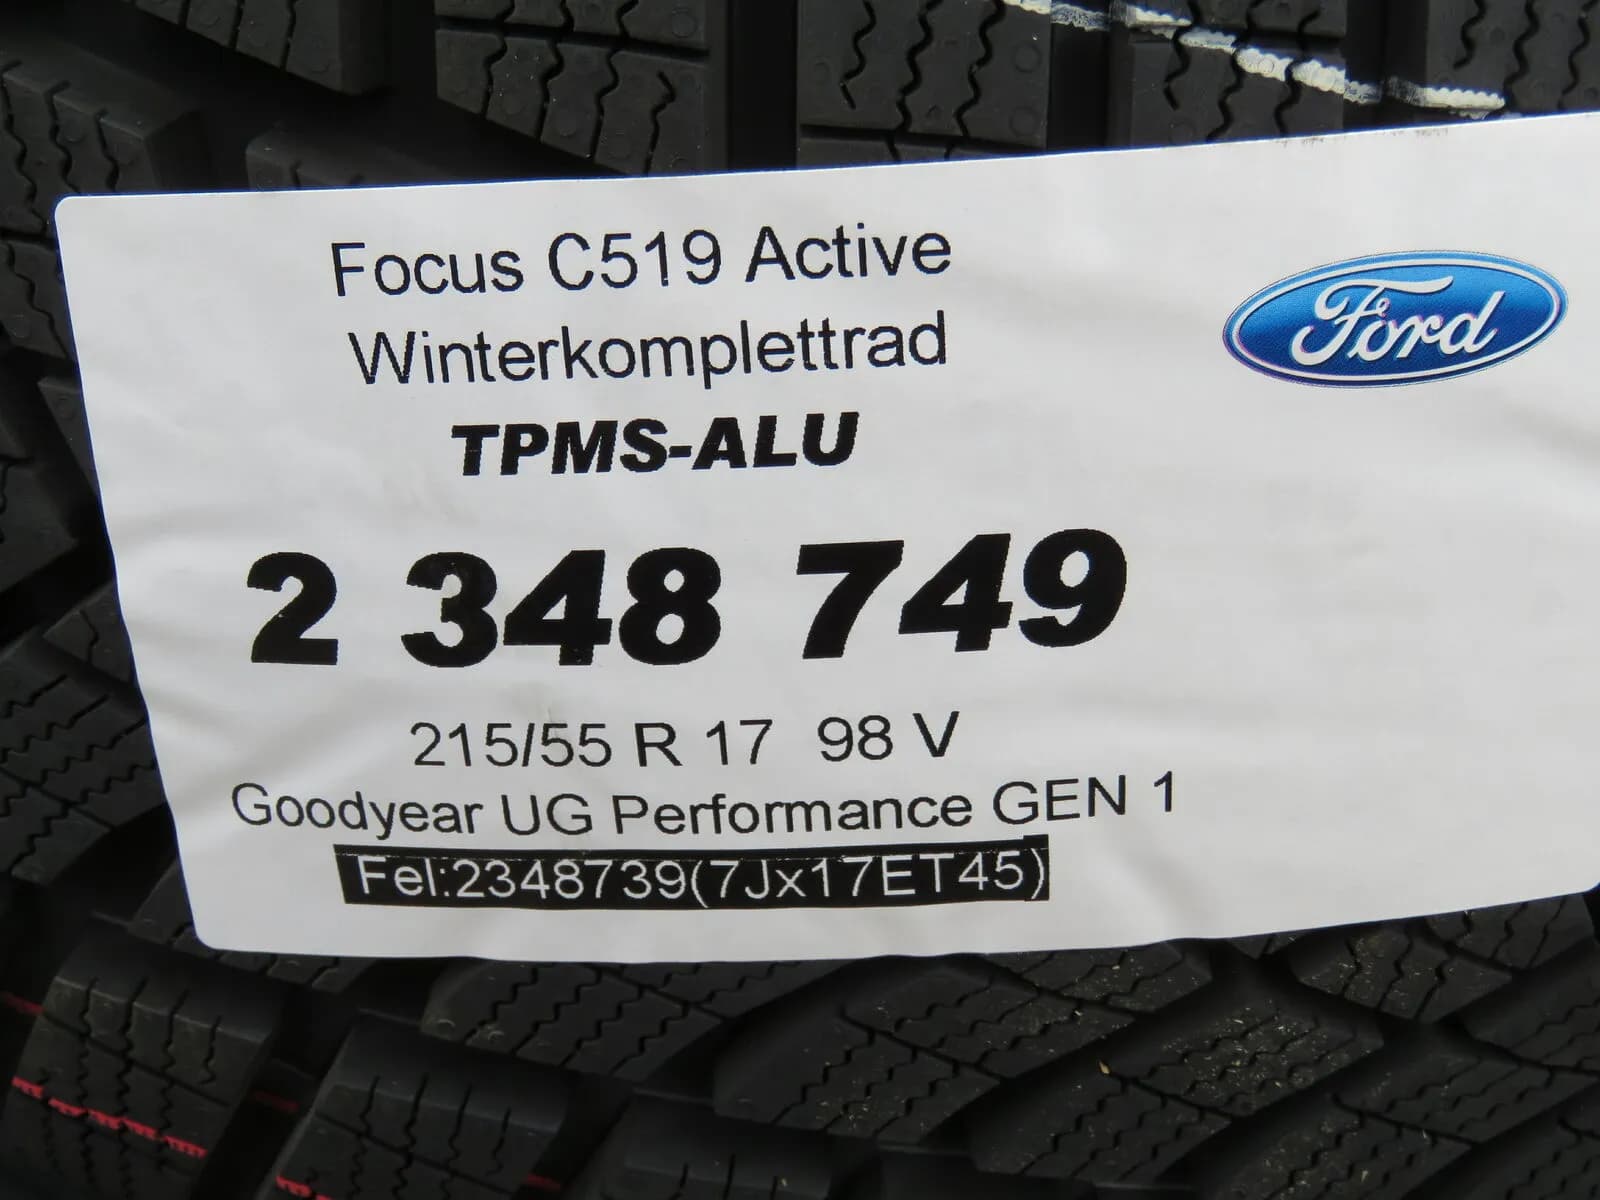 Focus C519 Active
Winterkomplettrad
TPMS-ALU
Ford
2 348 749
215/55 R 17 98 V
Goodyear UG Performance GEN 1
Fel:2348739(7Jx17ET45)